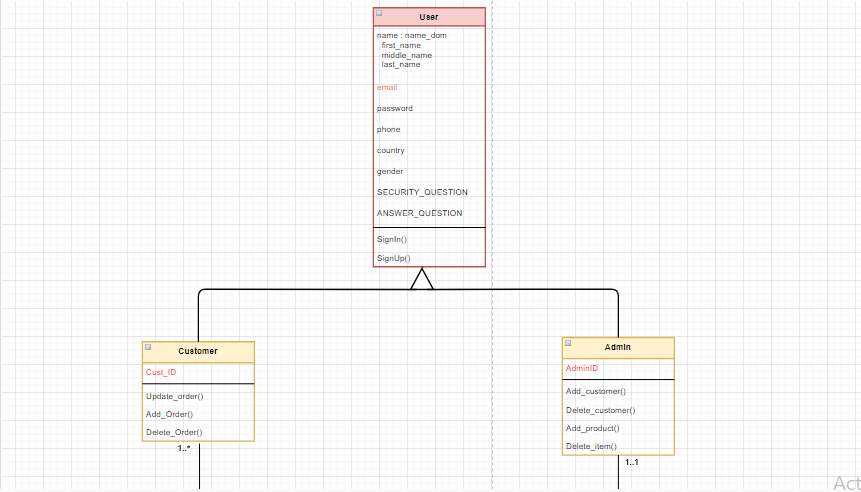 User
name : name_dom
first_name
middle_name
last_name
email
password
phone
country
gender
SECURITY_QUESTION
ANSWER_QUESTION
SignIn()
SignUp()
Customer
Cust_ID
Update_order()
Add_Order()
Delete_Order()
1..*
Admin
AdminID
Add_customer()
Delete_customer()
Add_product()
Delete_item()
1..1
Act